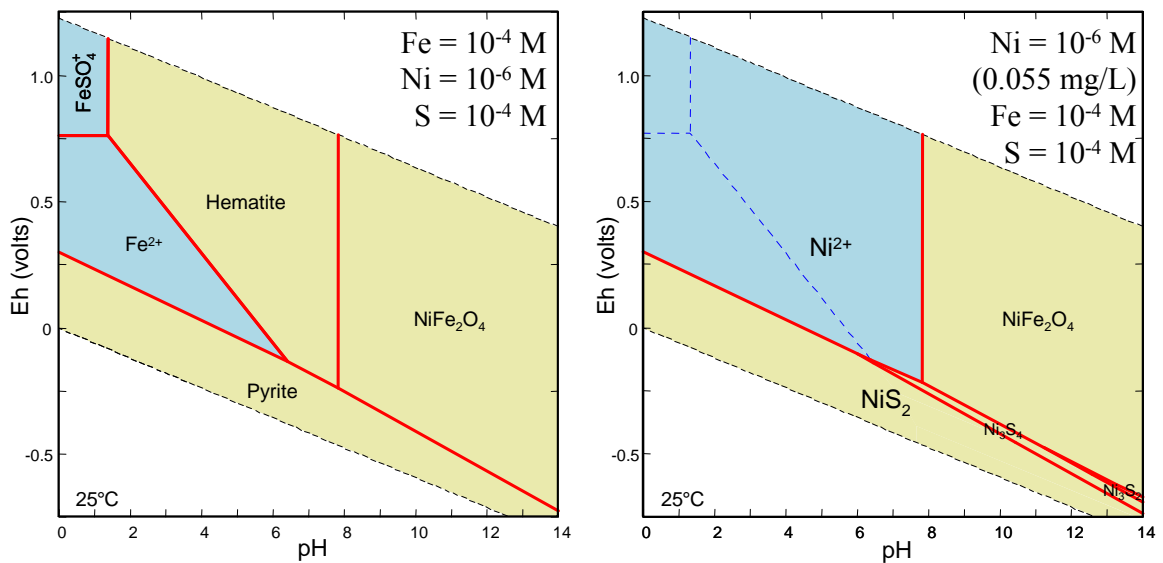 Fe = 10⁻⁴ M
Ni = 10⁻⁶ M
S = 10⁻⁴ M
FeSO₄⁺
Hematite
Fe²⁺
NiFe₂O₄
Pyrite
25°C
1.0
0.5
0
-0.5
Eh (volts)
0 2 4 6 8 10 12 14
pH
Ni = 10⁻⁶ M
(0.055 mg/L)
Fe = 10⁻⁴ M
S = 10⁻⁴ M
Ni²⁺
NiFe₂O₄
NiS₂
Ni₃S₄
Ni₃S₂
25°C
1.0
0.5
0
-0.5
Eh (volts)
0 2 4 6 8 10 12 14
pH